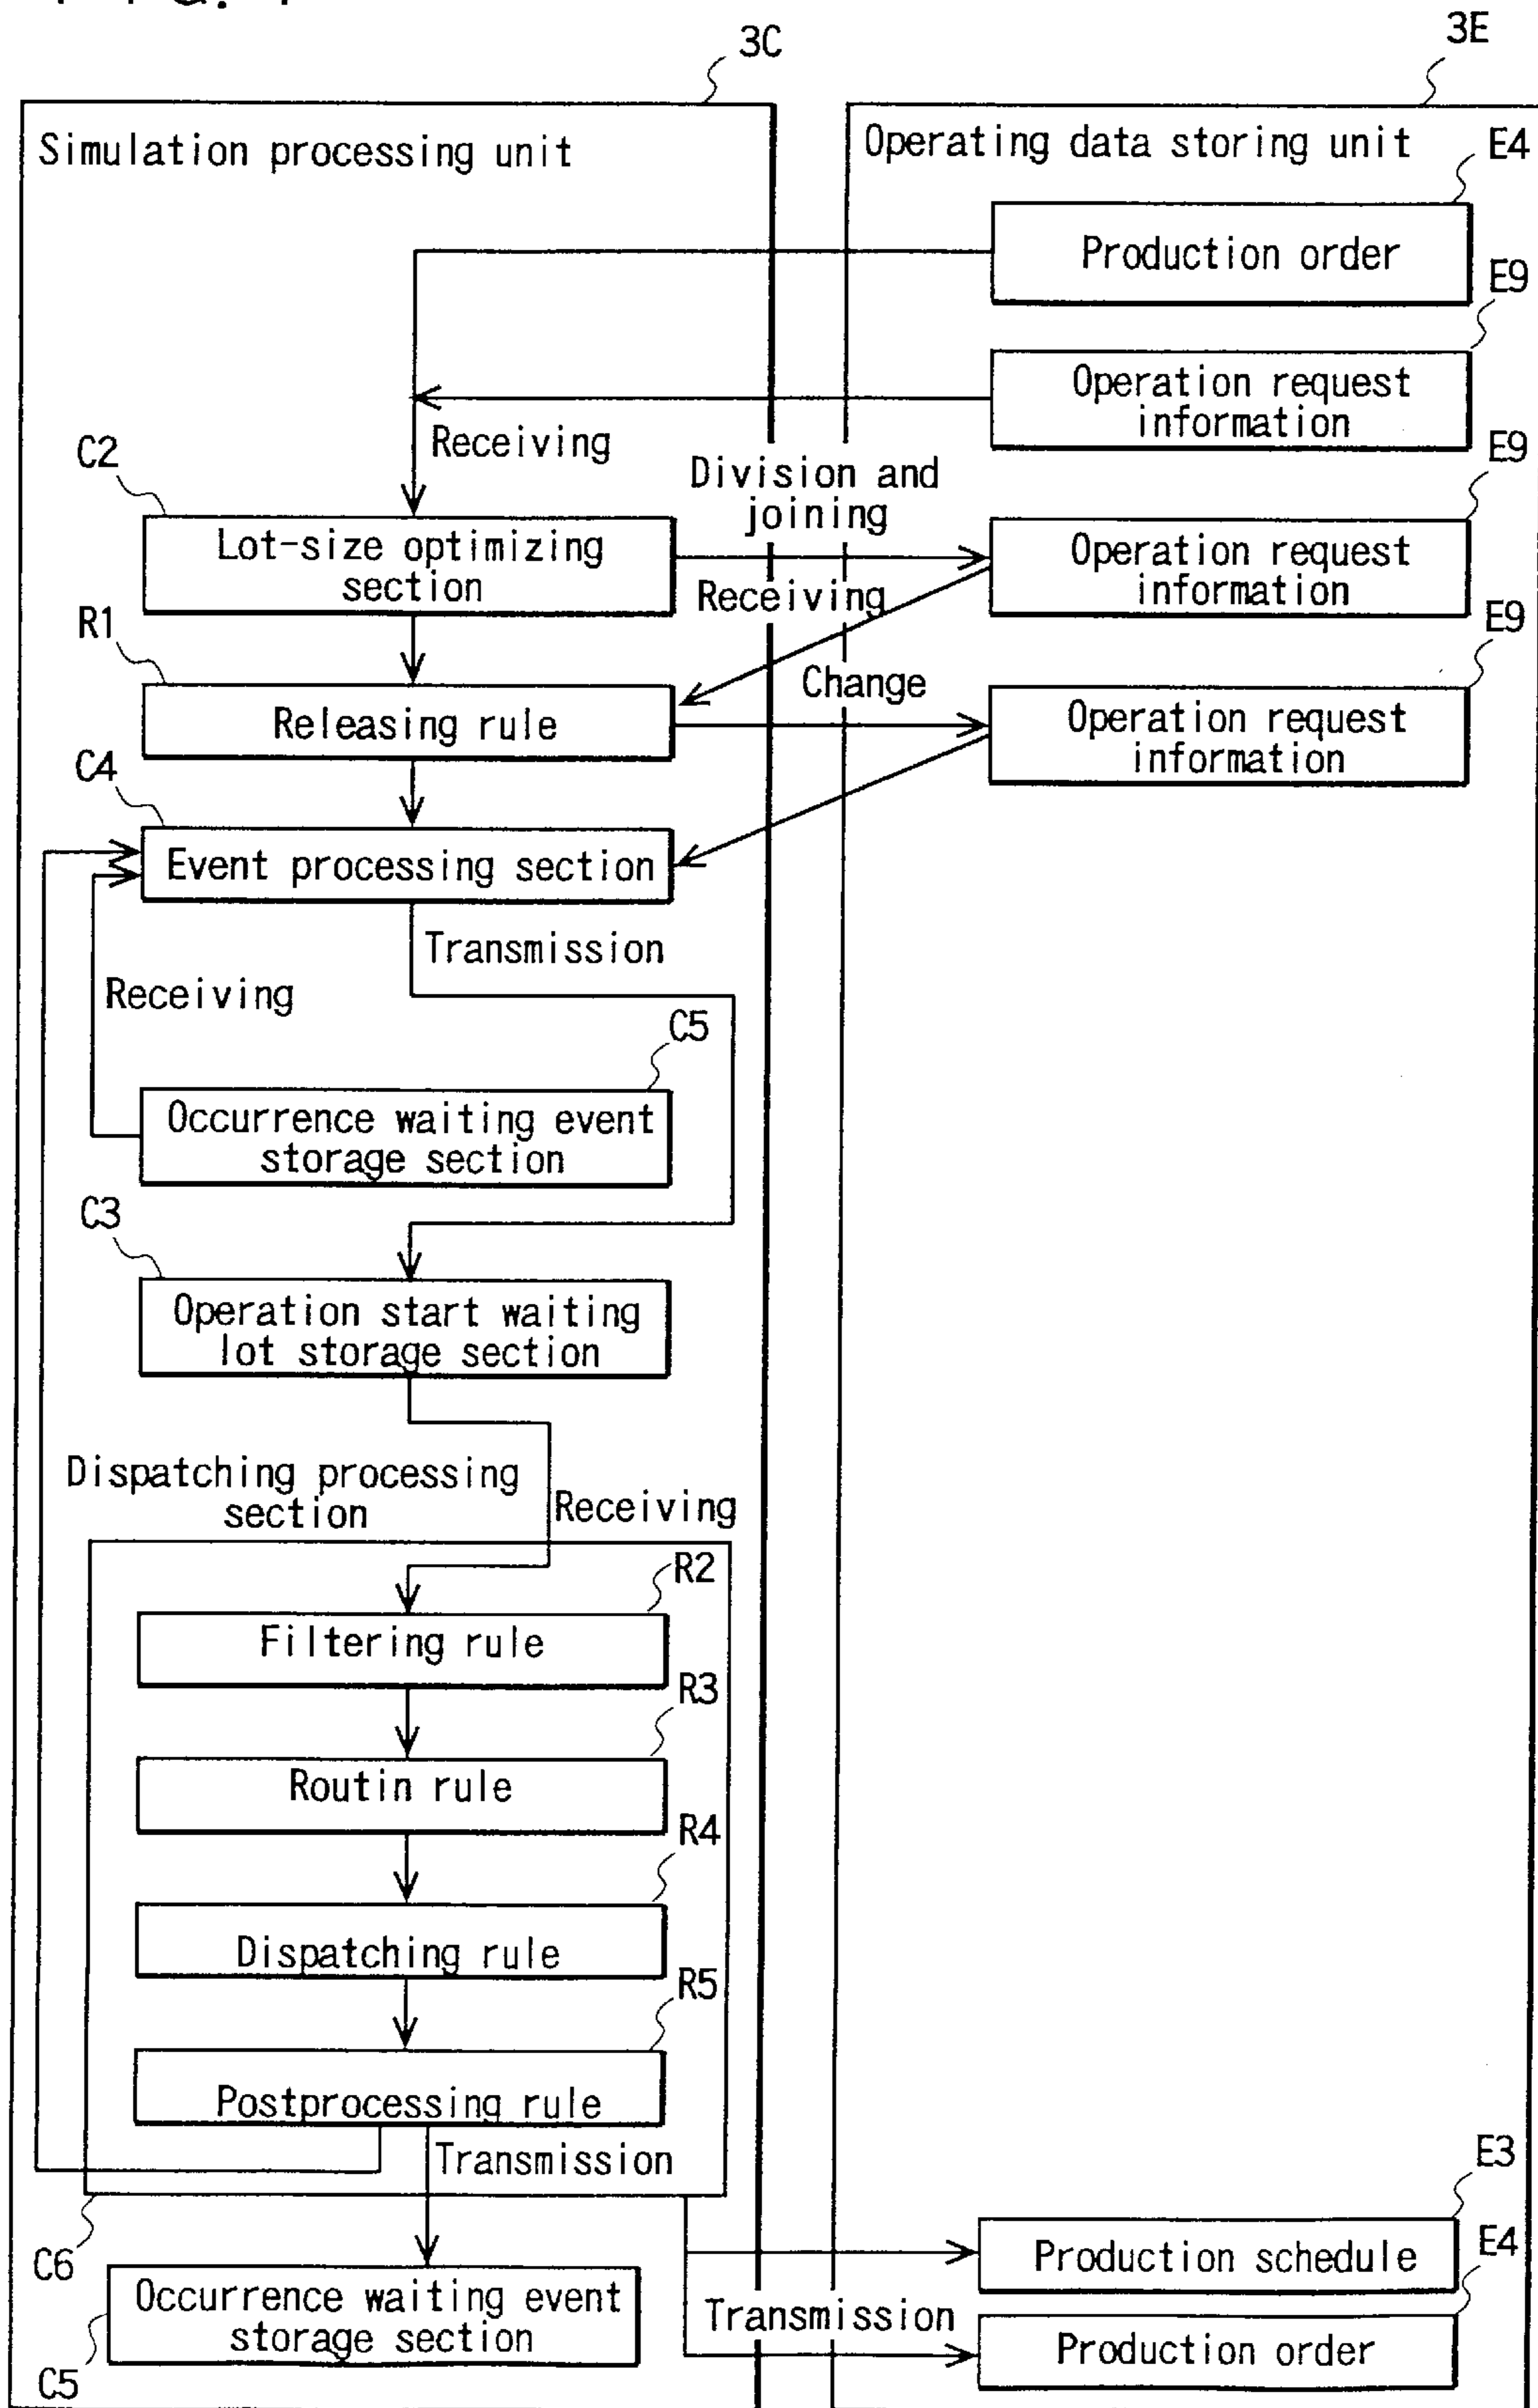 3C
3E
Simulation processing unit
Operating data storing unit
E4
Production order
E9
Operation request
information
Receiving
C2
Division and
joining
E9
Lot-size optimizing
section
Operation request
information
Receiving
R1
E9
Change
Releasing rule
Operation request
information
C4
Event processing section
Transmission
Receiving
C5
Occurrence waiting event
storage section
C3
Operation start waiting
lot storage section
Dispatching processing
section
Receiving
R2
Filtering rule
R3
Routin rule
R4
Dispatching rule
R5
Postprocessing rule
Transmission
E3
C6
Production schedule
E4
Occurrence waiting event
storage section
Transmission
Production order
C5